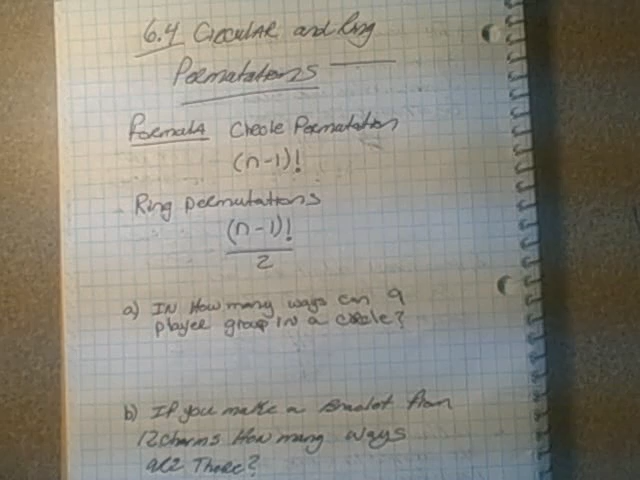 6.4 Circular and Ring
Permutations
Formula Circle Permutation
(n-1)!
Ring permutations
(n-1)!
2
a) IN How many ways can 9
player group in a circle?
b) If you make a Bracelet from
12 charms How many ways
are There?